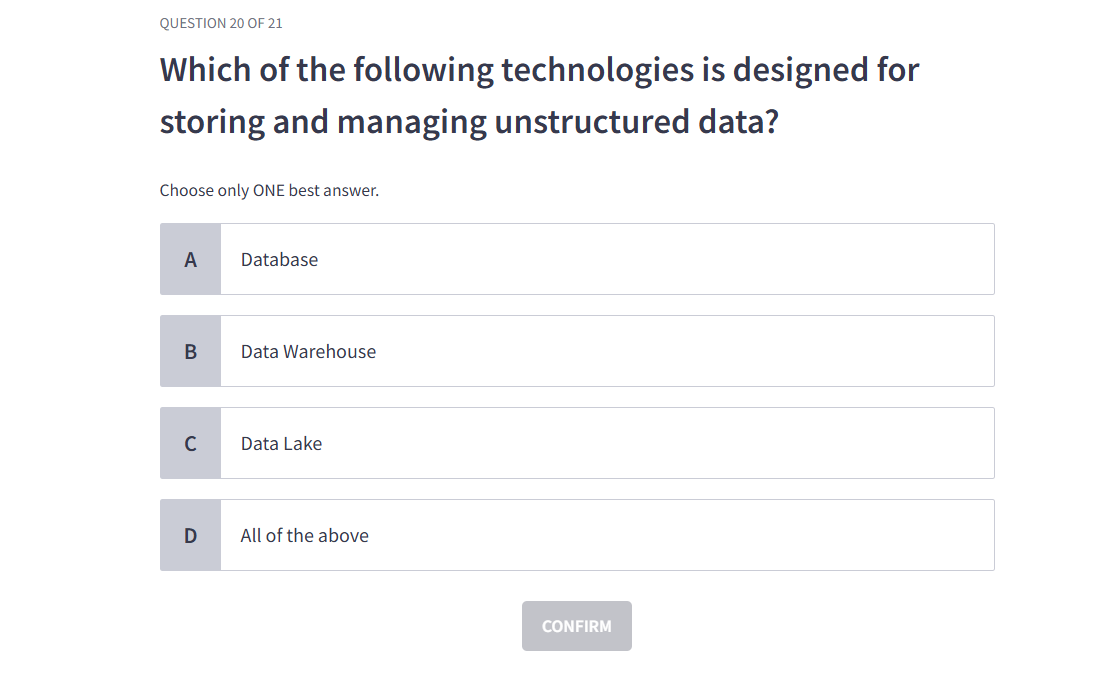 QUESTION 20 OF 21
Which of the following technologies is designed for
storing and managing unstructured data?
Choose only ONE best answer.
A Database
B Data Warehouse
C Data Lake
D All of the above
CONFIRM